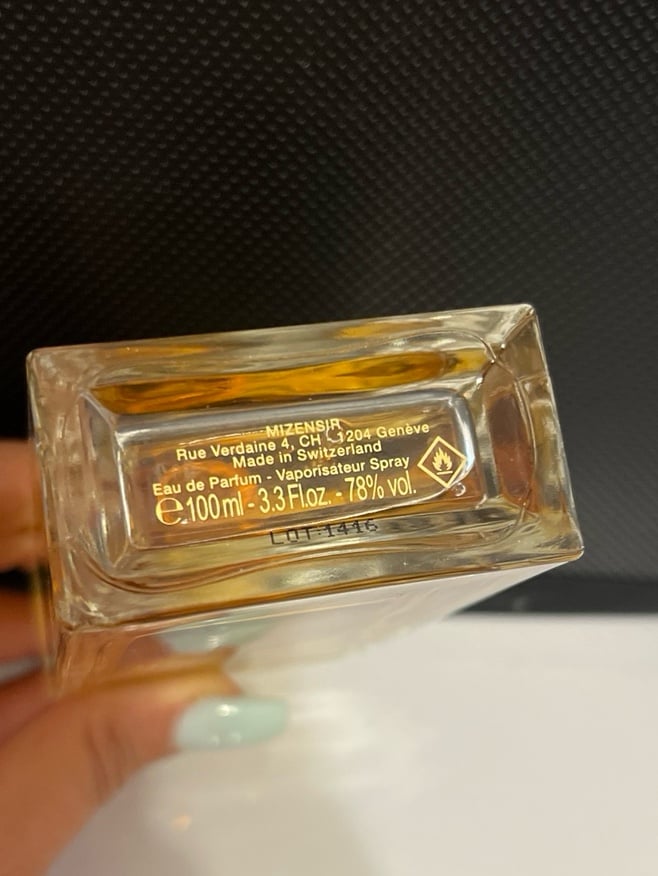 MIZENSIR
Rue Verdaine 4, CH - 1204 Genève
Made in Switzerland
Eau de Parfum - Vaporisateur Spray
℮ 100 ml - 3.3 Fl.oz. - 78% vol.
LOT:1446